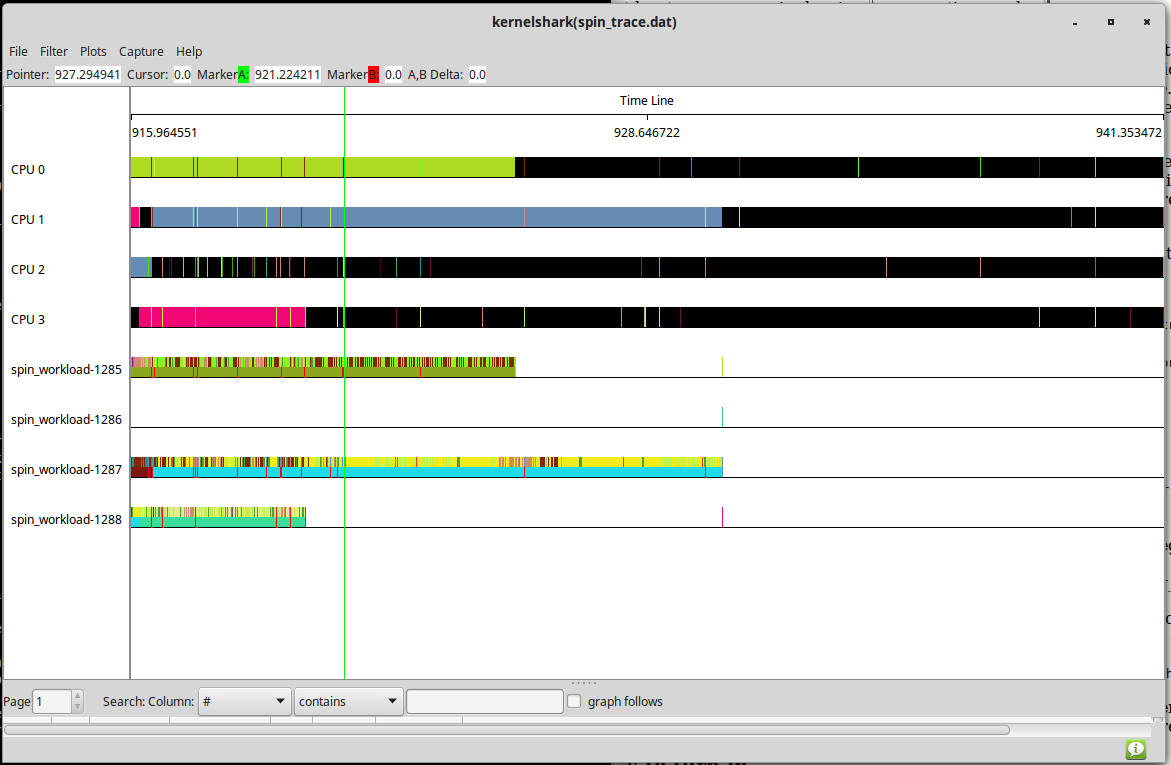 kernelshark(spin_trace.dat)
File Filter Plots Capture Help
Pointer: 927.294941 Cursor: 0.0 MarkerA: 921.224211 MarkerB: 0.0 A,B Delta: 0.0
Time Line
915.964551 928.646722 941.353472
CPU 0
CPU 1
CPU 2
CPU 3
spin_workload-1285
spin_workload-1286
spin_workload-1287
spin_workload-1288
Page 1 Search: Column: # contains graph follows